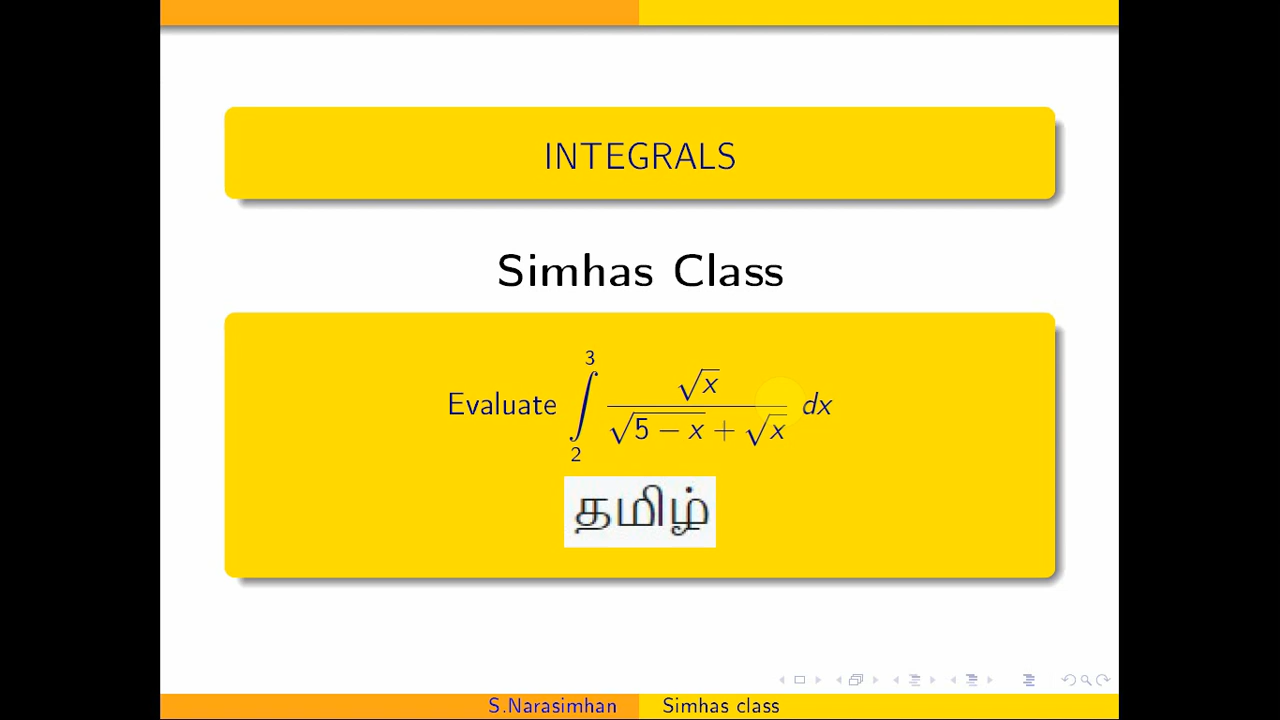 INTEGRALS
Simhas Class
Evaluate ∫₂³ √x / (√(5 − x) + √x) dx
தமிழ்
S.Narasimhan Simhas class